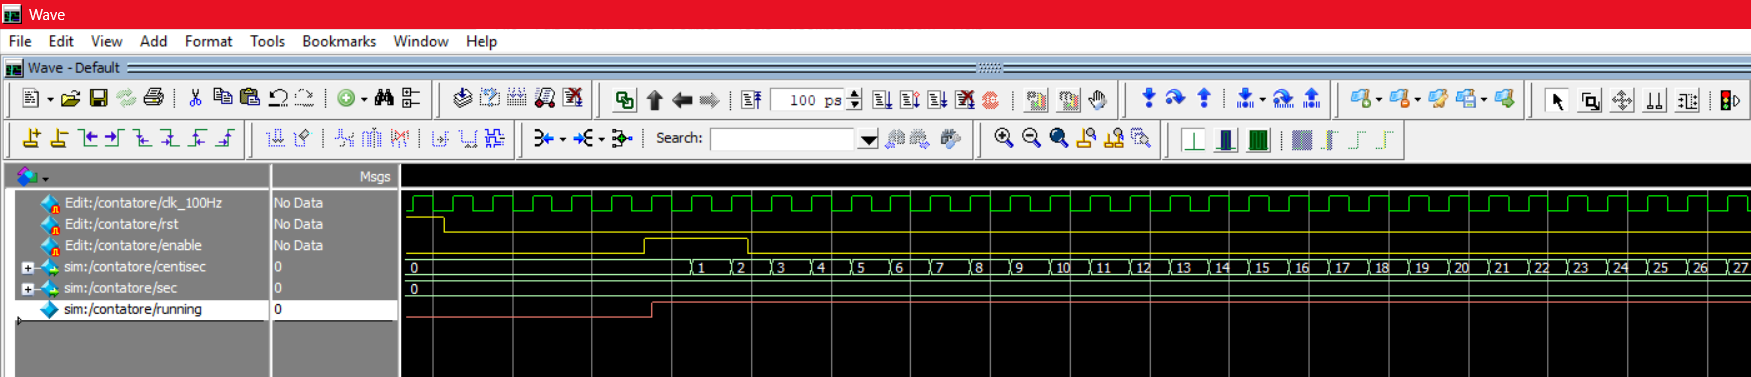 Wave
File Edit View Add Format Tools Bookmarks Window Help
Wave - Default
100 ps
Search:
Msgs
Edit:/contatore/clk_100Hz No Data
Edit:/contatore/rst No Data
Edit:/contatore/enable No Data
sim:/contatore/centisec 0 0 1 2 3 4 5 6 7 8 9 10 11 12 13 14 15 16 17 18 19 20 21 22 23 24 25 26 27
sim:/contatore/sec 0 0
sim:/contatore/running 0